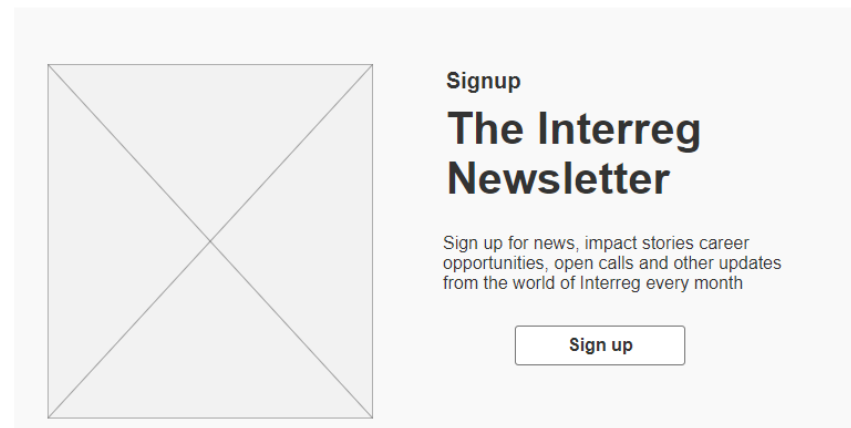 Signup
The Interreg
Newsletter
Sign up for news, impact stories career
opportunities, open calls and other updates
from the world of Interreg every month
Sign up